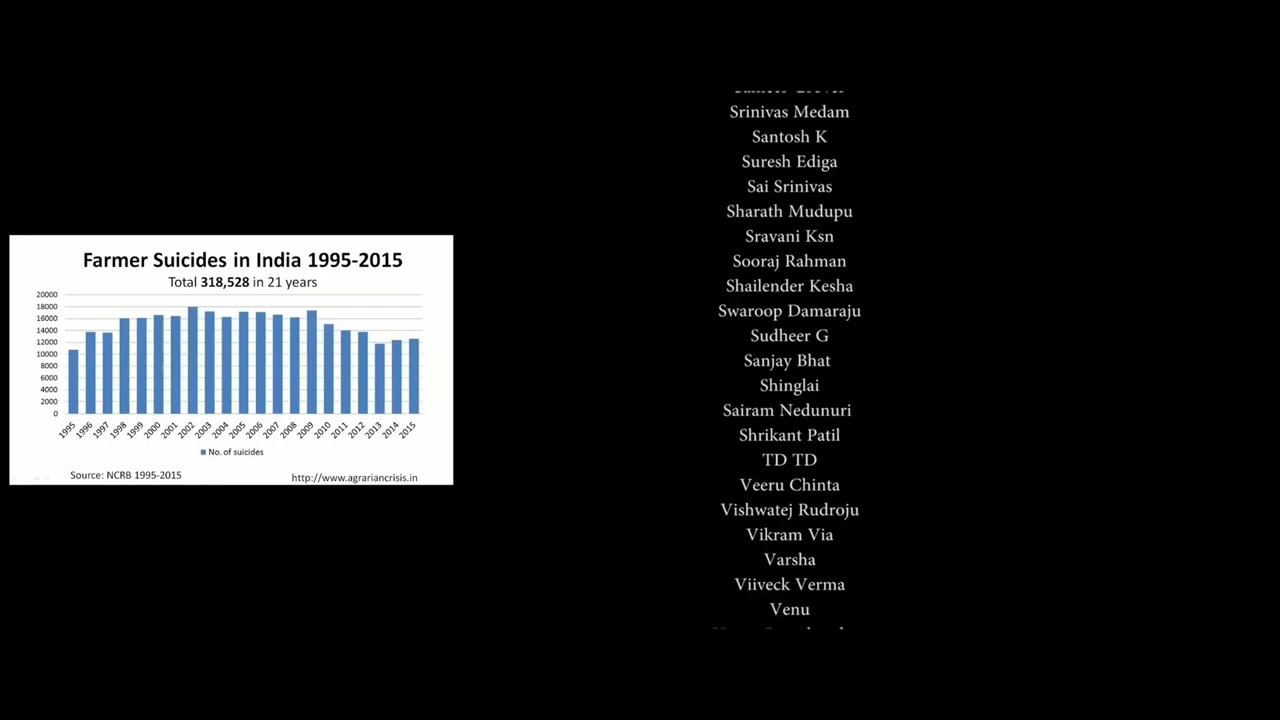 Farmer Suicides in India 1995-2015
Total 318,528 in 21 years
20000
18000
16000
14000
12000
10000
8000
6000
4000
2000
0
1995 1996 1997 1998 1999 2000 2001 2002 2003 2004 2005 2006 2007 2008 2009 2010 2011 2012 2013 2014 2015
No. of suicides
Source: NCRB 1995-2015
http://www.agrariancrisis.in
Srinivas Medam
Santosh K
Suresh Ediga
Sai Srinivas
Sharath Mudupu
Sravani Ksn
Sooraj Rahman
Shailender Kesha
Swaroop Damaraju
Sudheer G
Sanjay Bhat
Shinglai
Sairam Nedunuri
Shrikant Patil
TD TD
Veeru Chinta
Vishwatej Rudroju
Vikram Via
Varsha
Viiveck Verma
Venu